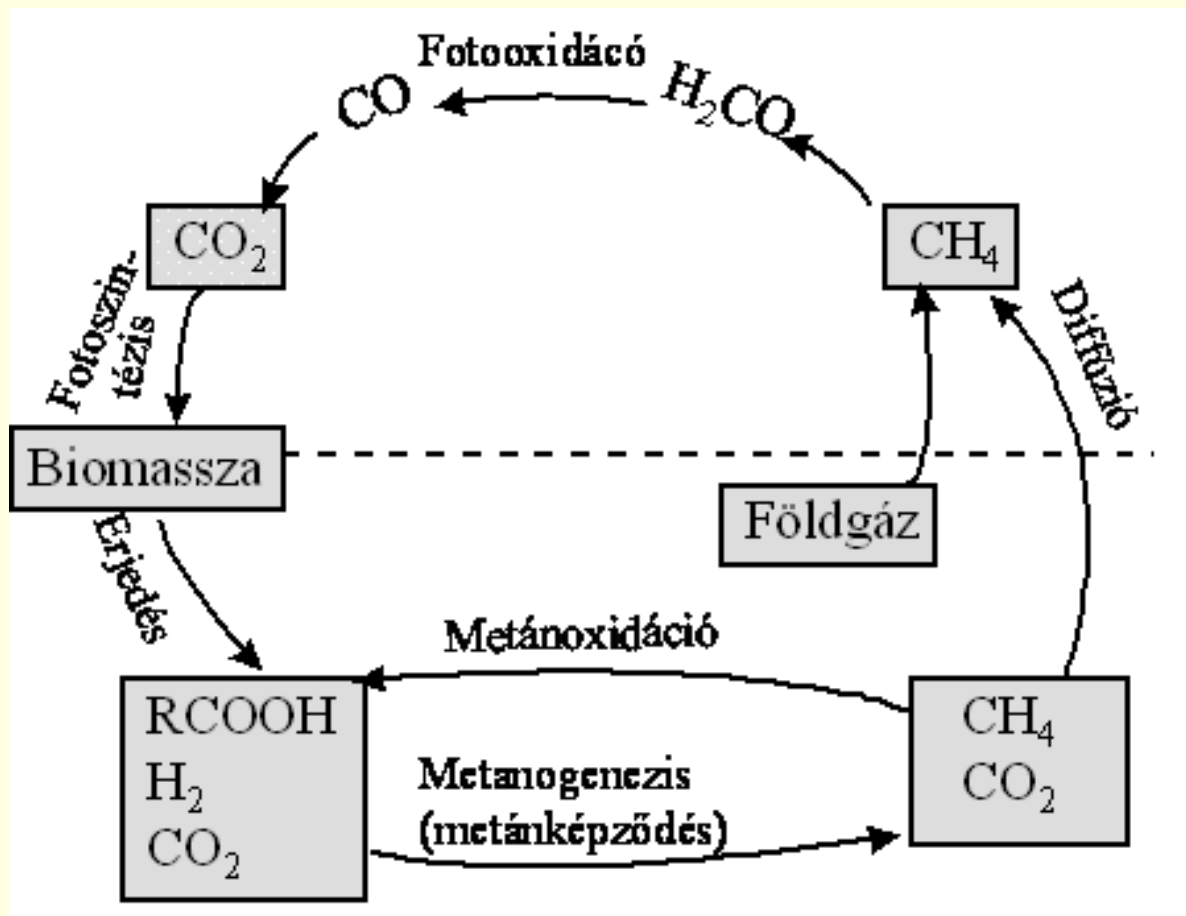 Fotooxidácó
CO
H₂CO
CO₂
CH₄
Fotoszin-
tézis
Diffúzió
Biomassza
Földgáz
Erjedés
Metánoxidáció
RCOOH
H₂
CO₂
CH₄
CO₂
Metanogenezis
(metánképződés)